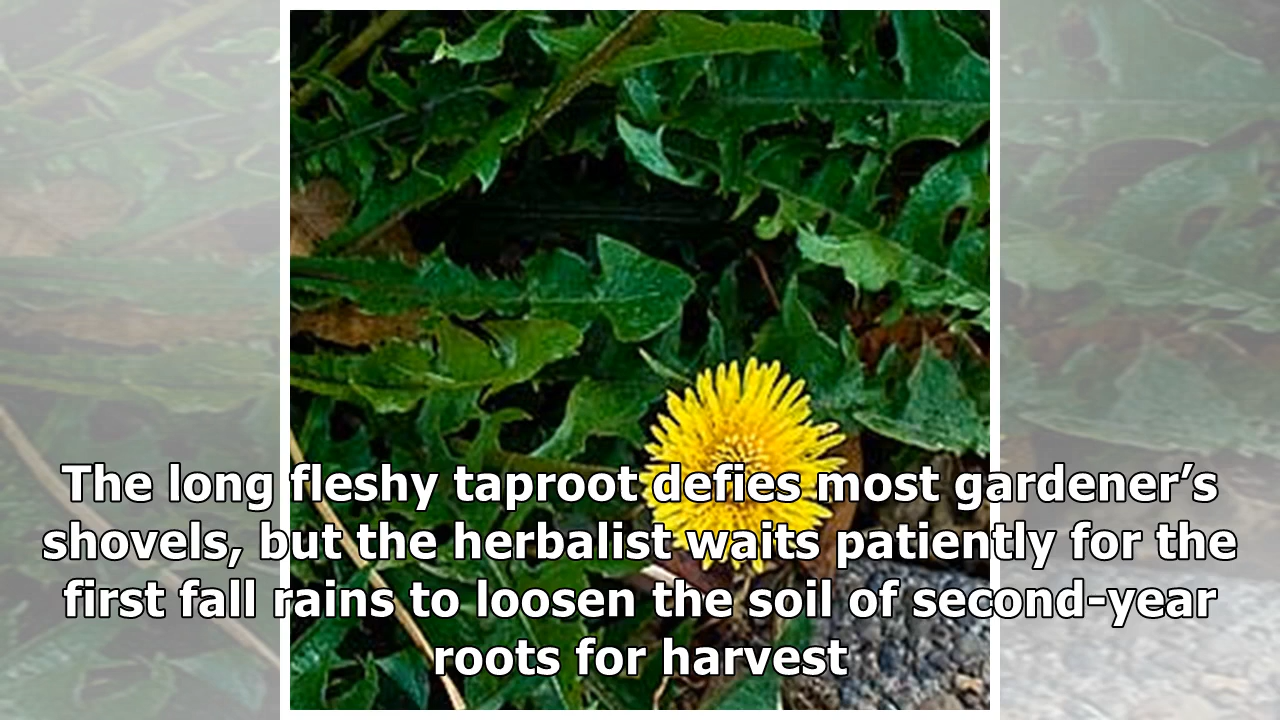 The long fleshy taproot defies most gardener’s
shovels, but the herbalist waits patiently for the
first fall rains to loosen the soil of second-year
roots for harvest